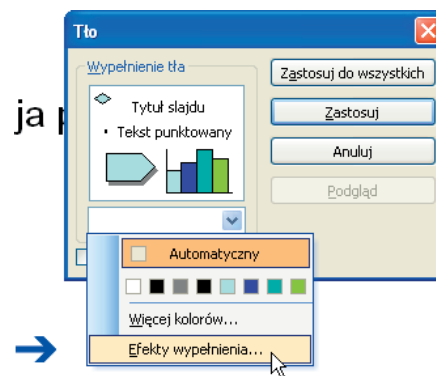 Tło
Wypełnienie tła
Zastosuj do wszystkich
ja
Tytuł slajdu
Zastosuj
• Tekst punktowany
Anuluj
Podgląd
Automatyczny
Więcej kolorów...
Efekty wypełnienia...